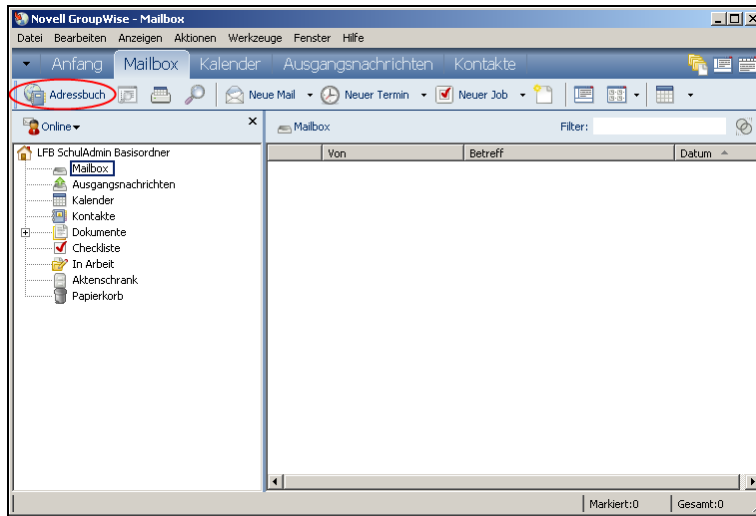 Novell GroupWise - Mailbox
Datei Bearbeiten Anzeigen Aktionen Werkzeuge Fenster Hilfe
Anfang Mailbox Kalender Ausgangsnachrichten Kontakte
Adressbuch Neue Mail Neuer Termin Neuer Job
Online Mailbox Filter:
LFB SchulAdmin Basisordner
Von Betreff Datum
Mailbox
Ausgangsnachrichten
Kalender
Kontakte
Dokumente
Checkliste
In Arbeit
Aktenschrank
Papierkorb
Markiert:0 Gesamt:0